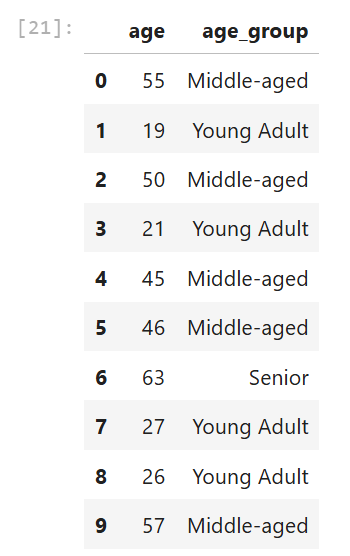 [21]:
age age_group
0 55 Middle-aged
1 19 Young Adult
2 50 Middle-aged
3 21 Young Adult
4 45 Middle-aged
5 46 Middle-aged
6 63 Senior
7 27 Young Adult
8 26 Young Adult
9 57 Middle-aged